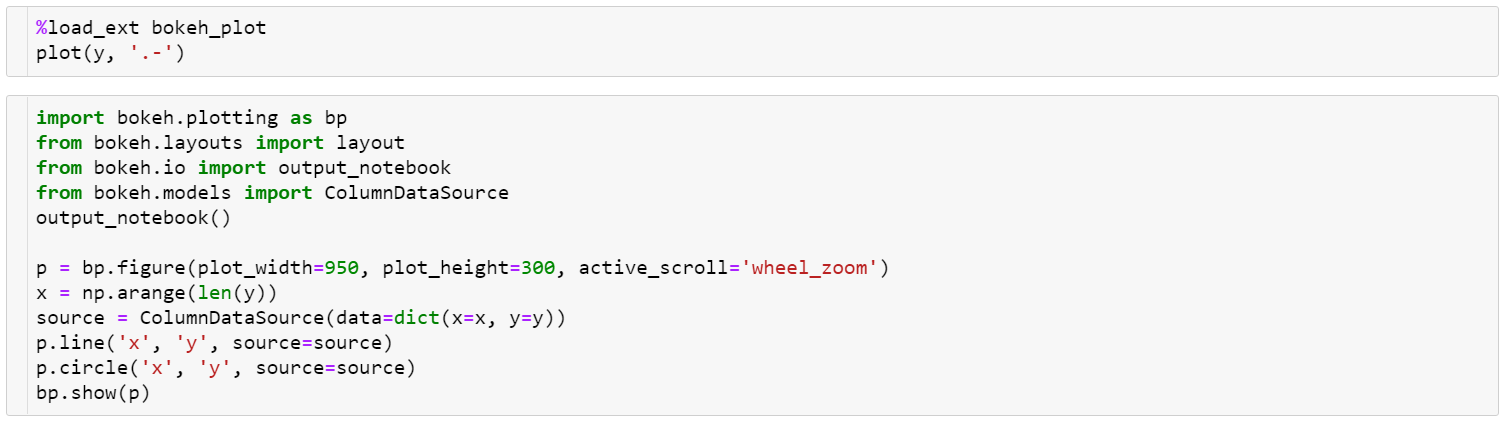 %load_ext bokeh_plot
plot(y, '.-')
import bokeh.plotting as bp
from bokeh.layouts import layout
from bokeh.io import output_notebook
from bokeh.models import ColumnDataSource
output_notebook()
p = bp.figure(plot_width=950, plot_height=300, active_scroll='wheel_zoom')
x = np.arange(len(y))
source = ColumnDataSource(data=dict(x=x, y=y))
p.line('x', 'y', source=source)
p.circle('x', 'y', source=source)
bp.show(p)